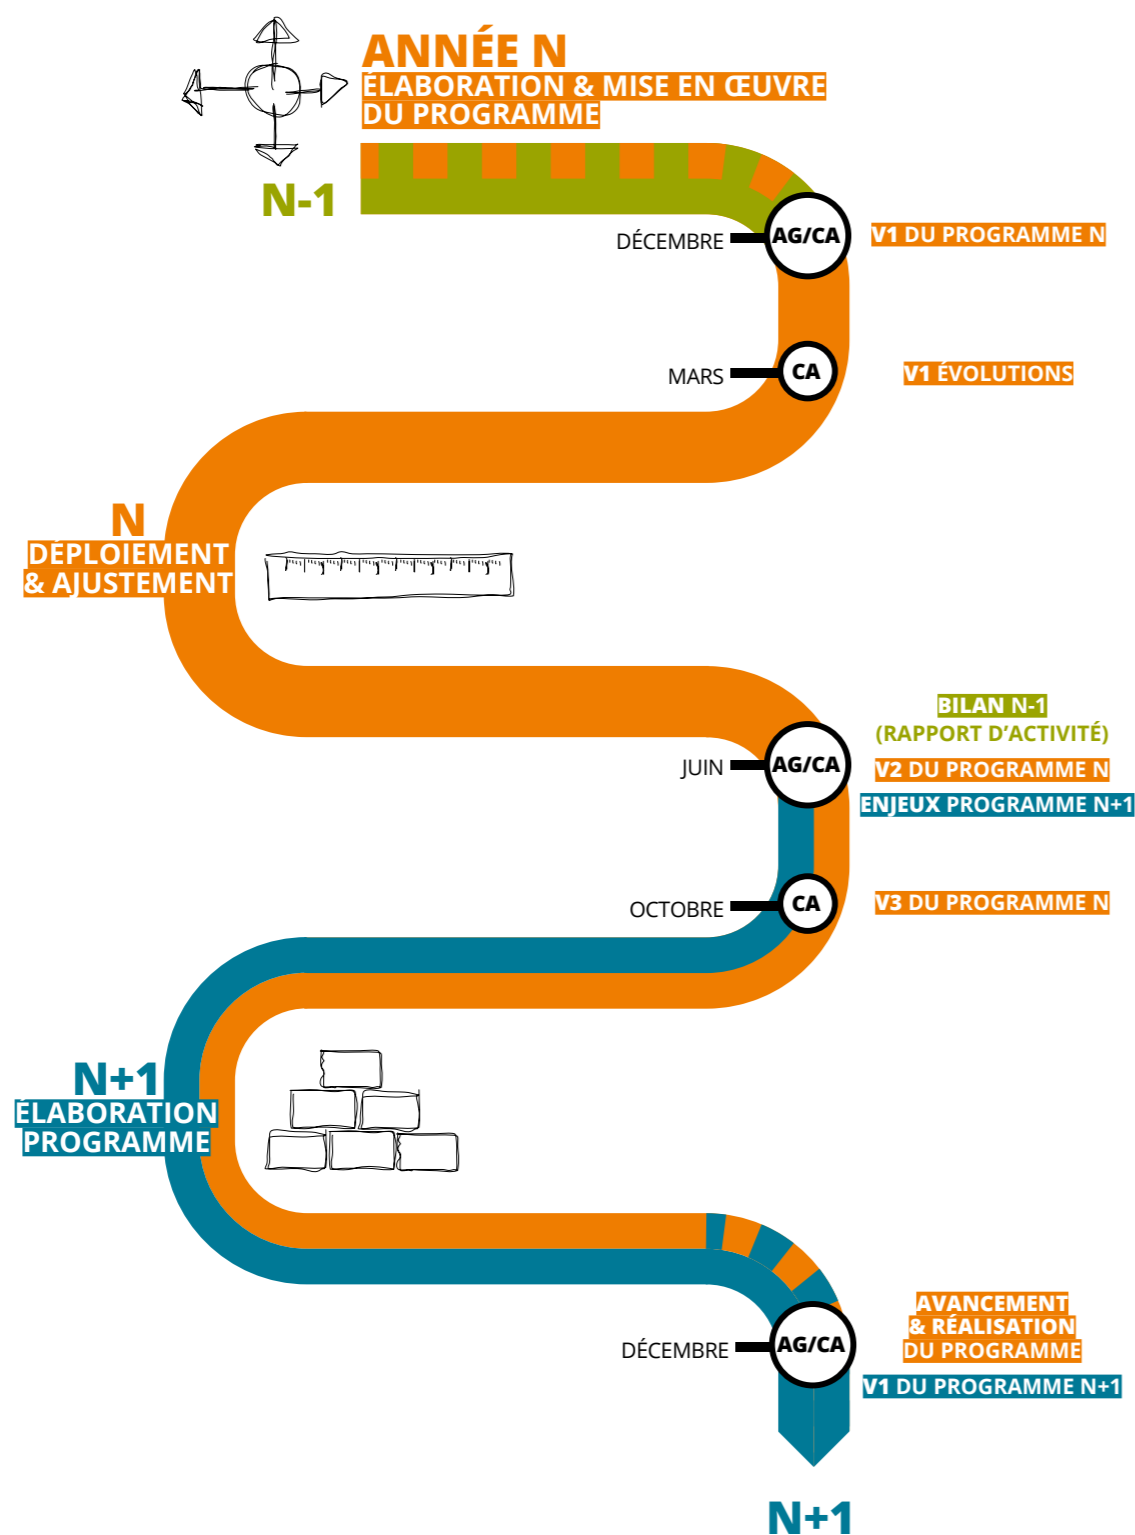 ANNÉE N
ÉLABORATION & MISE EN ŒUVRE
DU PROGRAMME
N-1
DÉCEMBRE
AG/CA
V1 DU PROGRAMME N
MARS
CA
V1 ÉVOLUTIONS
N
DÉPLOIEMENT
& AJUSTEMENT
BILAN N-1
(RAPPORT D'ACTIVITÉ)
JUIN
AG/CA
V2 DU PROGRAMME N
ENJEUX PROGRAMME N+1
OCTOBRE
CA
V3 DU PROGRAMME N
N+1
ÉLABORATION
PROGRAMME
AVANCEMENT
& RÉALISATION
DU PROGRAMME
DÉCEMBRE
AG/CA
V1 DU PROGRAMME N+1
N+1